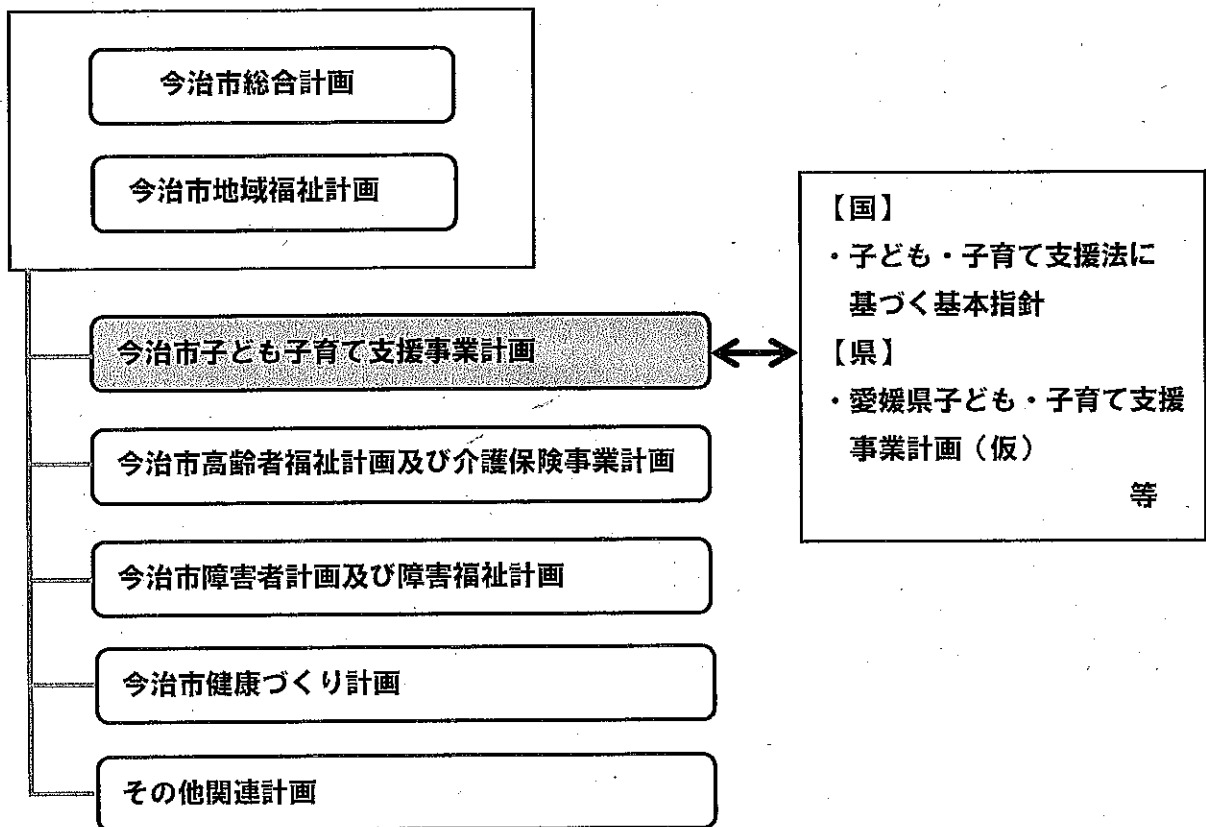 今治市総合計画
今治市地域福祉計画
今治市子ども子育て支援事業計画
今治市高齢者福祉計画及び介護保険事業計画
今治市障害者計画及び障害福祉計画
今治市健康づくり計画
その他関連計画
【国】
・子ども・子育て支援法に
基づく基本指針
【県】
・愛媛県子ども・子育て支援
事業計画（仮）
等